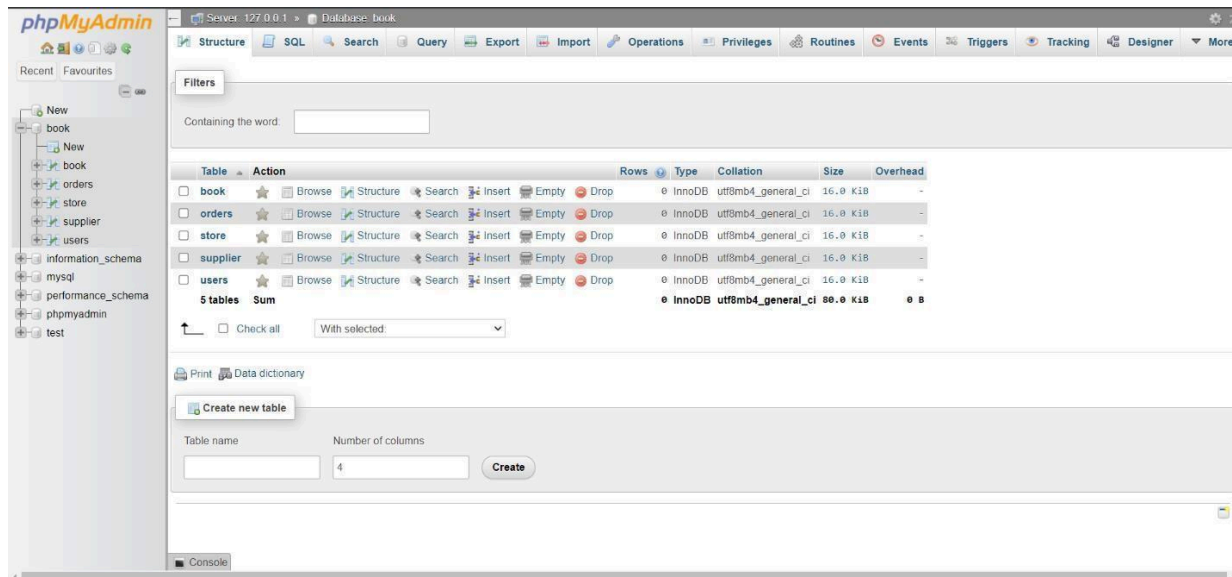 phpMyAdmin
Recent Favourites
New
book
New
book
orders
store
supplier
users
information_schema
mysql
performance_schema
phpmyadmin
test
Server: 127.0.0.1 » Database: book
Structure SQL Search Query Export Import Operations Privileges Routines Events Triggers Tracking Designer More
Filters
Containing the word:
Table Action Rows Type Collation Size Overhead
book Browse Structure Search Insert Empty Drop 0 InnoDB utf8mb4_general_ci 16.0 KiB -
orders Browse Structure Search Insert Empty Drop 0 InnoDB utf8mb4_general_ci 16.0 KiB -
store Browse Structure Search Insert Empty Drop 0 InnoDB utf8mb4_general_ci 16.0 KiB -
supplier Browse Structure Search Insert Empty Drop 0 InnoDB utf8mb4_general_ci 16.0 KiB -
users Browse Structure Search Insert Empty Drop 0 InnoDB utf8mb4_general_ci 16.0 KiB -
5 tables Sum 0 InnoDB utf8mb4_general_ci 80.0 KiB 0 B
Check all With selected:
Print Data dictionary
Create new table
Table name Number of columns
4 Create
Console